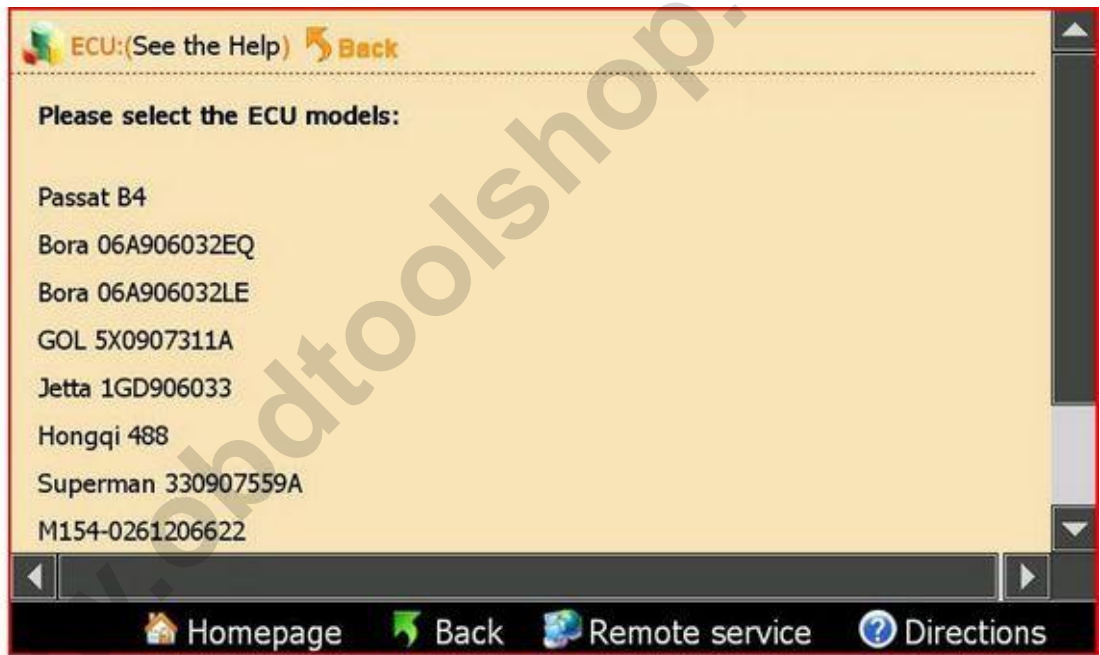 ECU:(See the Help) Back
Please select the ECU models:
Passat B4
Bora 06A906032EQ
Bora 06A906032LE
GOL 5X0907311A
Jetta 1GD906033
Hongqi 488
Superman 330907559A
M154-0261206622
Homepage Back Remote service Directions
.obdtoolshop.